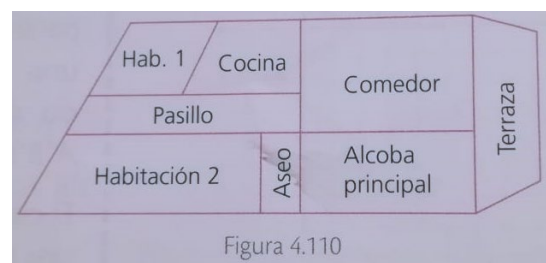 Hab. 1
Cocina
Comedor
Terraza
Pasillo
Habitación 2
Aseo
Alcoba
principal
Figura 4.110